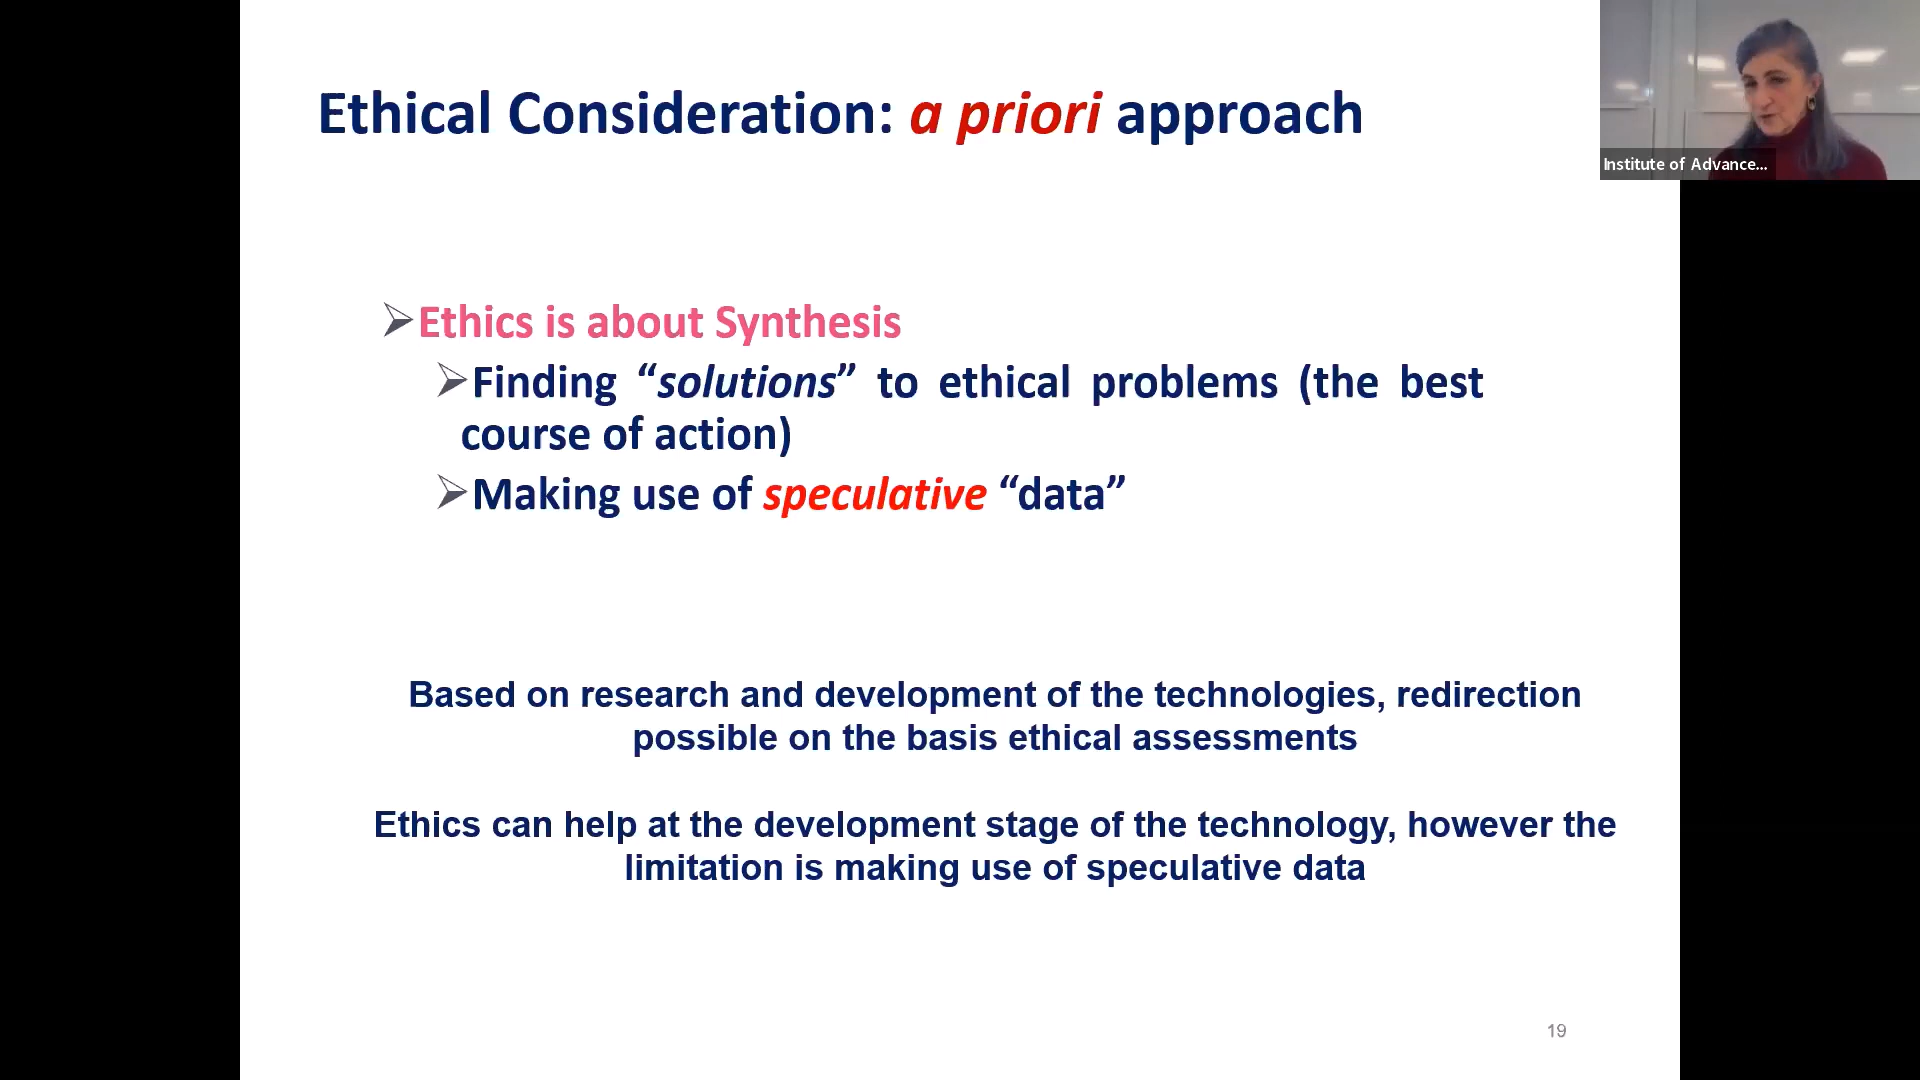 Ethical Consideration: a priori approach
Institute of Advance...
➢Ethics is about Synthesis
➢Finding “solutions” to ethical problems (the best
course of action)
➢Making use of speculative “data”
Based on research and development of the technologies, redirection
possible on the basis ethical assessments
Ethics can help at the development stage of the technology, however the
limitation is making use of speculative data
19